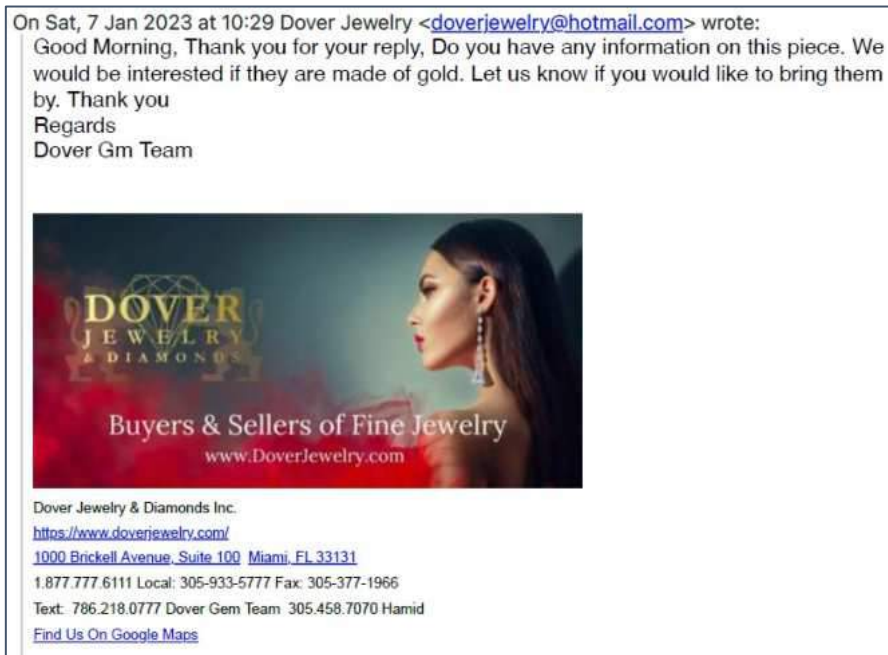 On Sat, 7 Jan 2023 at 10:29 Dover Jewelry <doverjewelry@hotmail.com> wrote:
Good Morning, Thank you for your reply, Do you have any information on this piece. We
would be interested if they are made of gold. Let us know if you would like to bring them
by. Thank you
Regards
Dover Gm Team
DOVER
JEWELRY
& DIAMONDS
Buyers & Sellers of Fine Jewelry
www.DoverJewelry.com
Dover Jewelry & Diamonds Inc.
https://www.doverjewelry.com/
1000 Brickell Avenue, Suite 100 Miami, FL 33131
1.877.777.6111 Local: 305-933-5777 Fax: 305-377-1966
Text: 786.218.0777 Dover Gem Team 305.458.7070 Hamid
Find Us On Google Maps